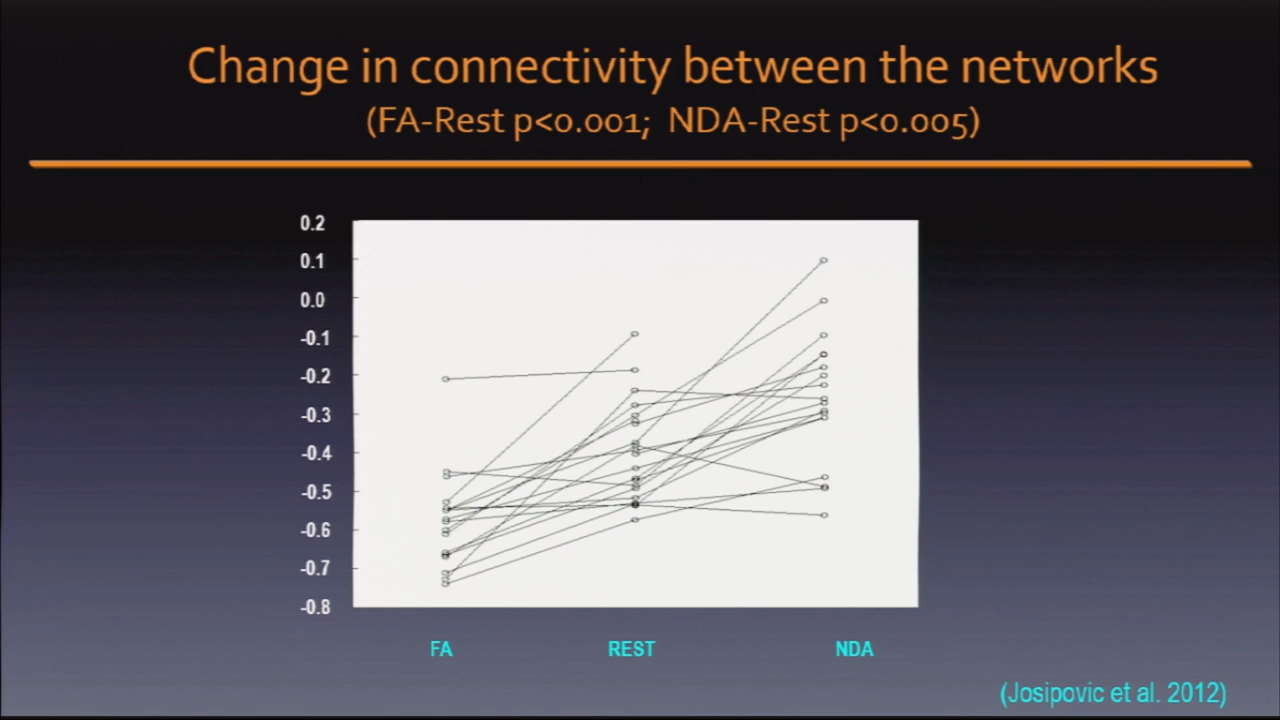 Change in connectivity between the networks
(FA-Rest p<0.001; NDA-Rest p<0.005)
0.2
0.1
0.0
-0.1
-0.2
-0.3
-0.4
-0.5
-0.6
-0.7
-0.8
FA REST NDA
(Josipovic et al. 2012)